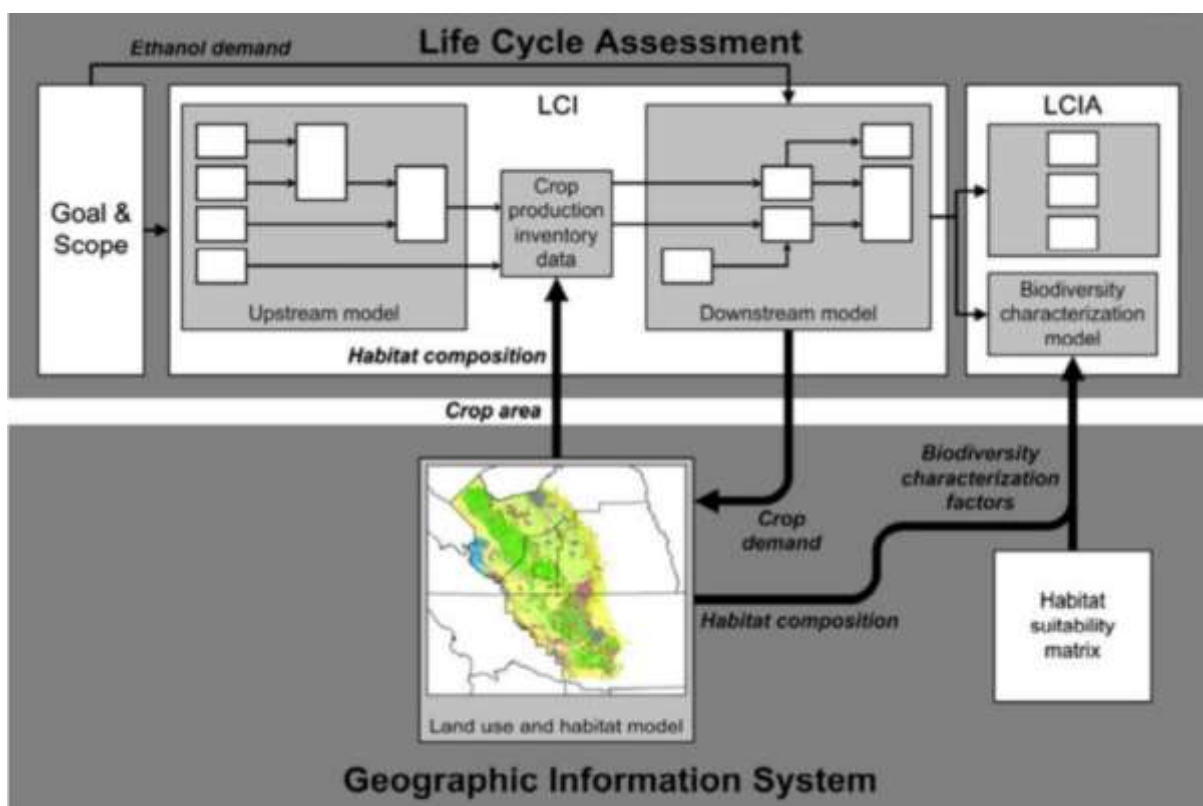 Life Cycle Assessment
Ethanol demand
Goal &
Scope
LCI
Upstream model
Crop
production
inventory
data
Downstream model
LCIA
Biodiversity
characterization
model
Habitat composition
Crop area
Crop
demand
Biodiversity
characterization
factors
Habitat composition
Habitat
suitability
matrix
Land use and habitat model
Geographic Information System